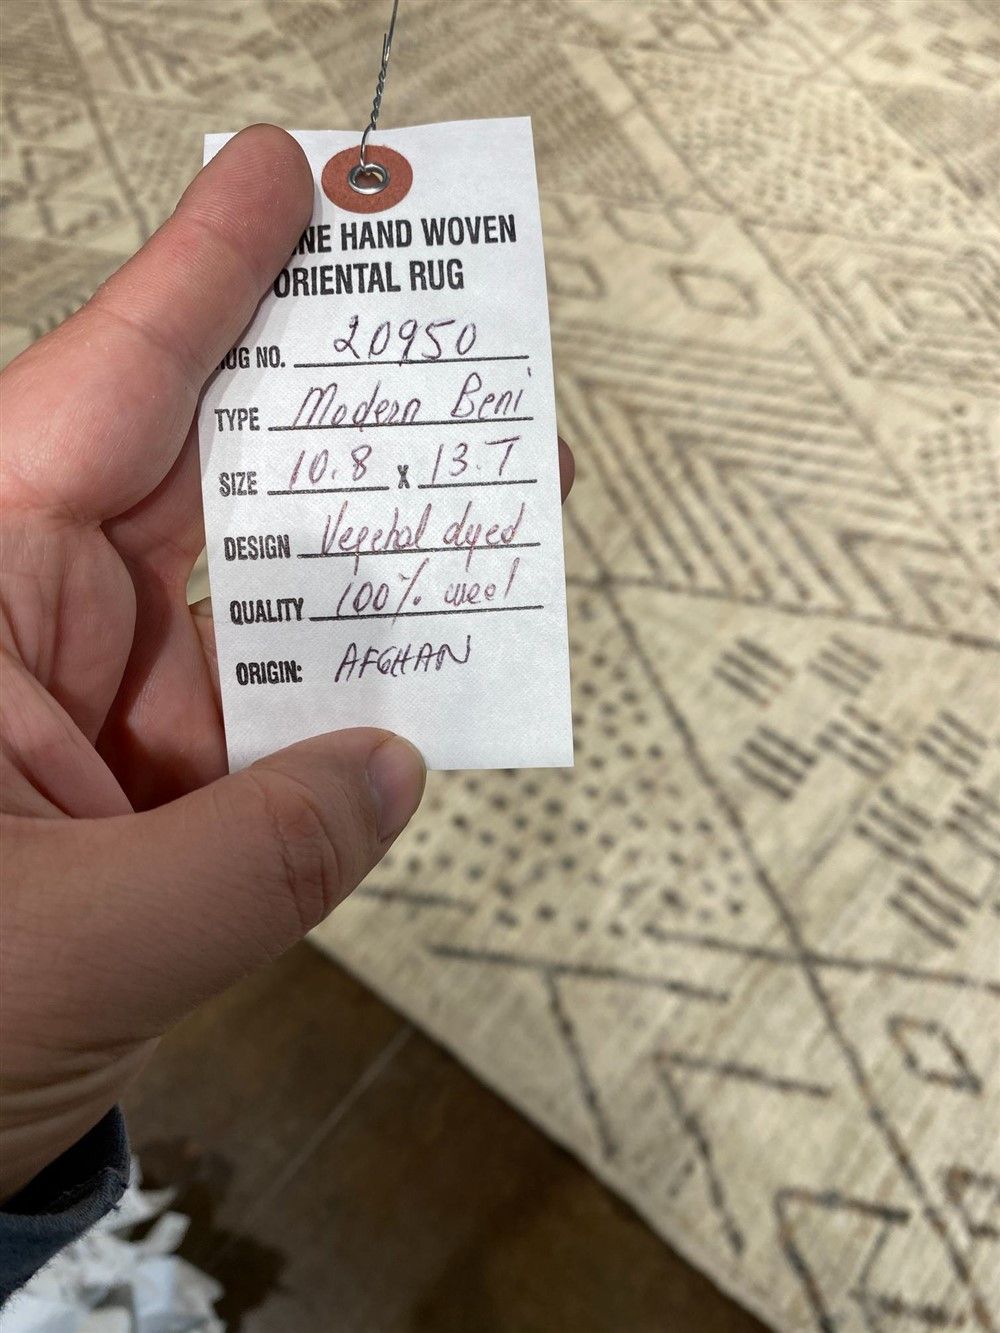 NE HAND WOVEN
ORIENTAL RUG
UG NO. 20950
TYPE Modern Beni
SIZE 10.8 x 13.7
DESIGN Vegetal dyed
QUALITY 100% wool
ORIGIN: AFGHAN